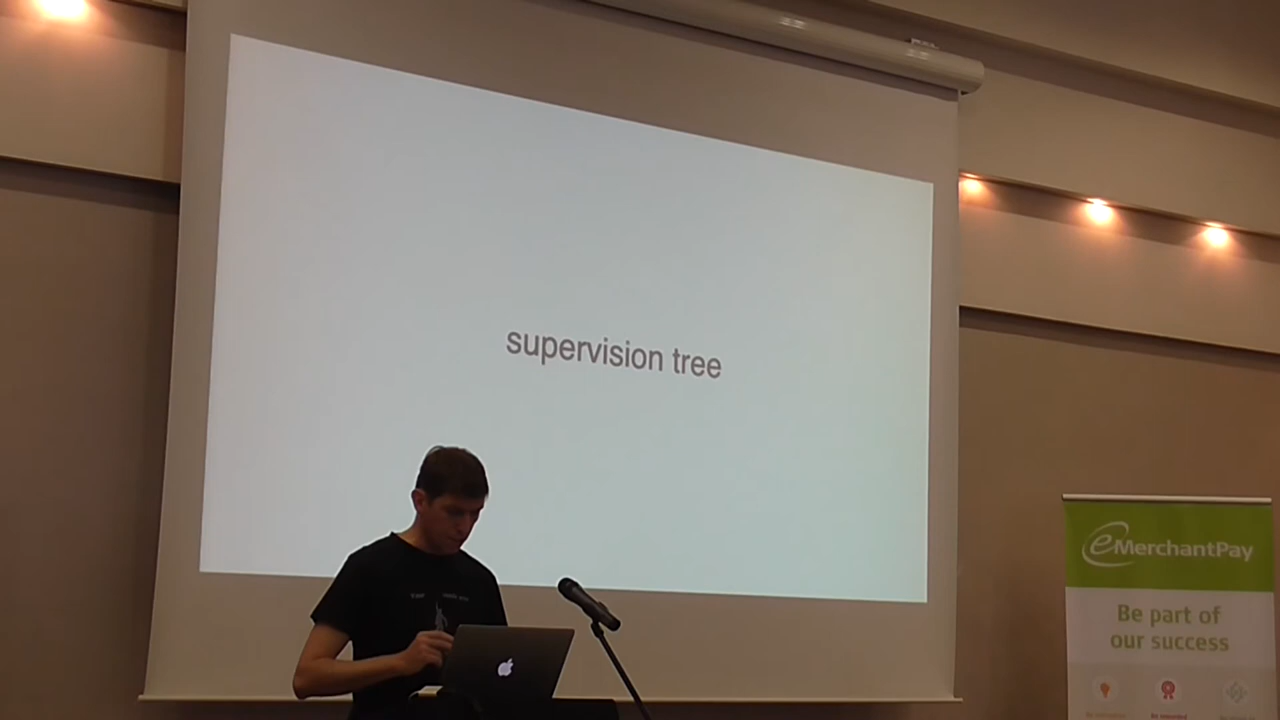 supervision tree
eMerchantPay
Be part of
our success